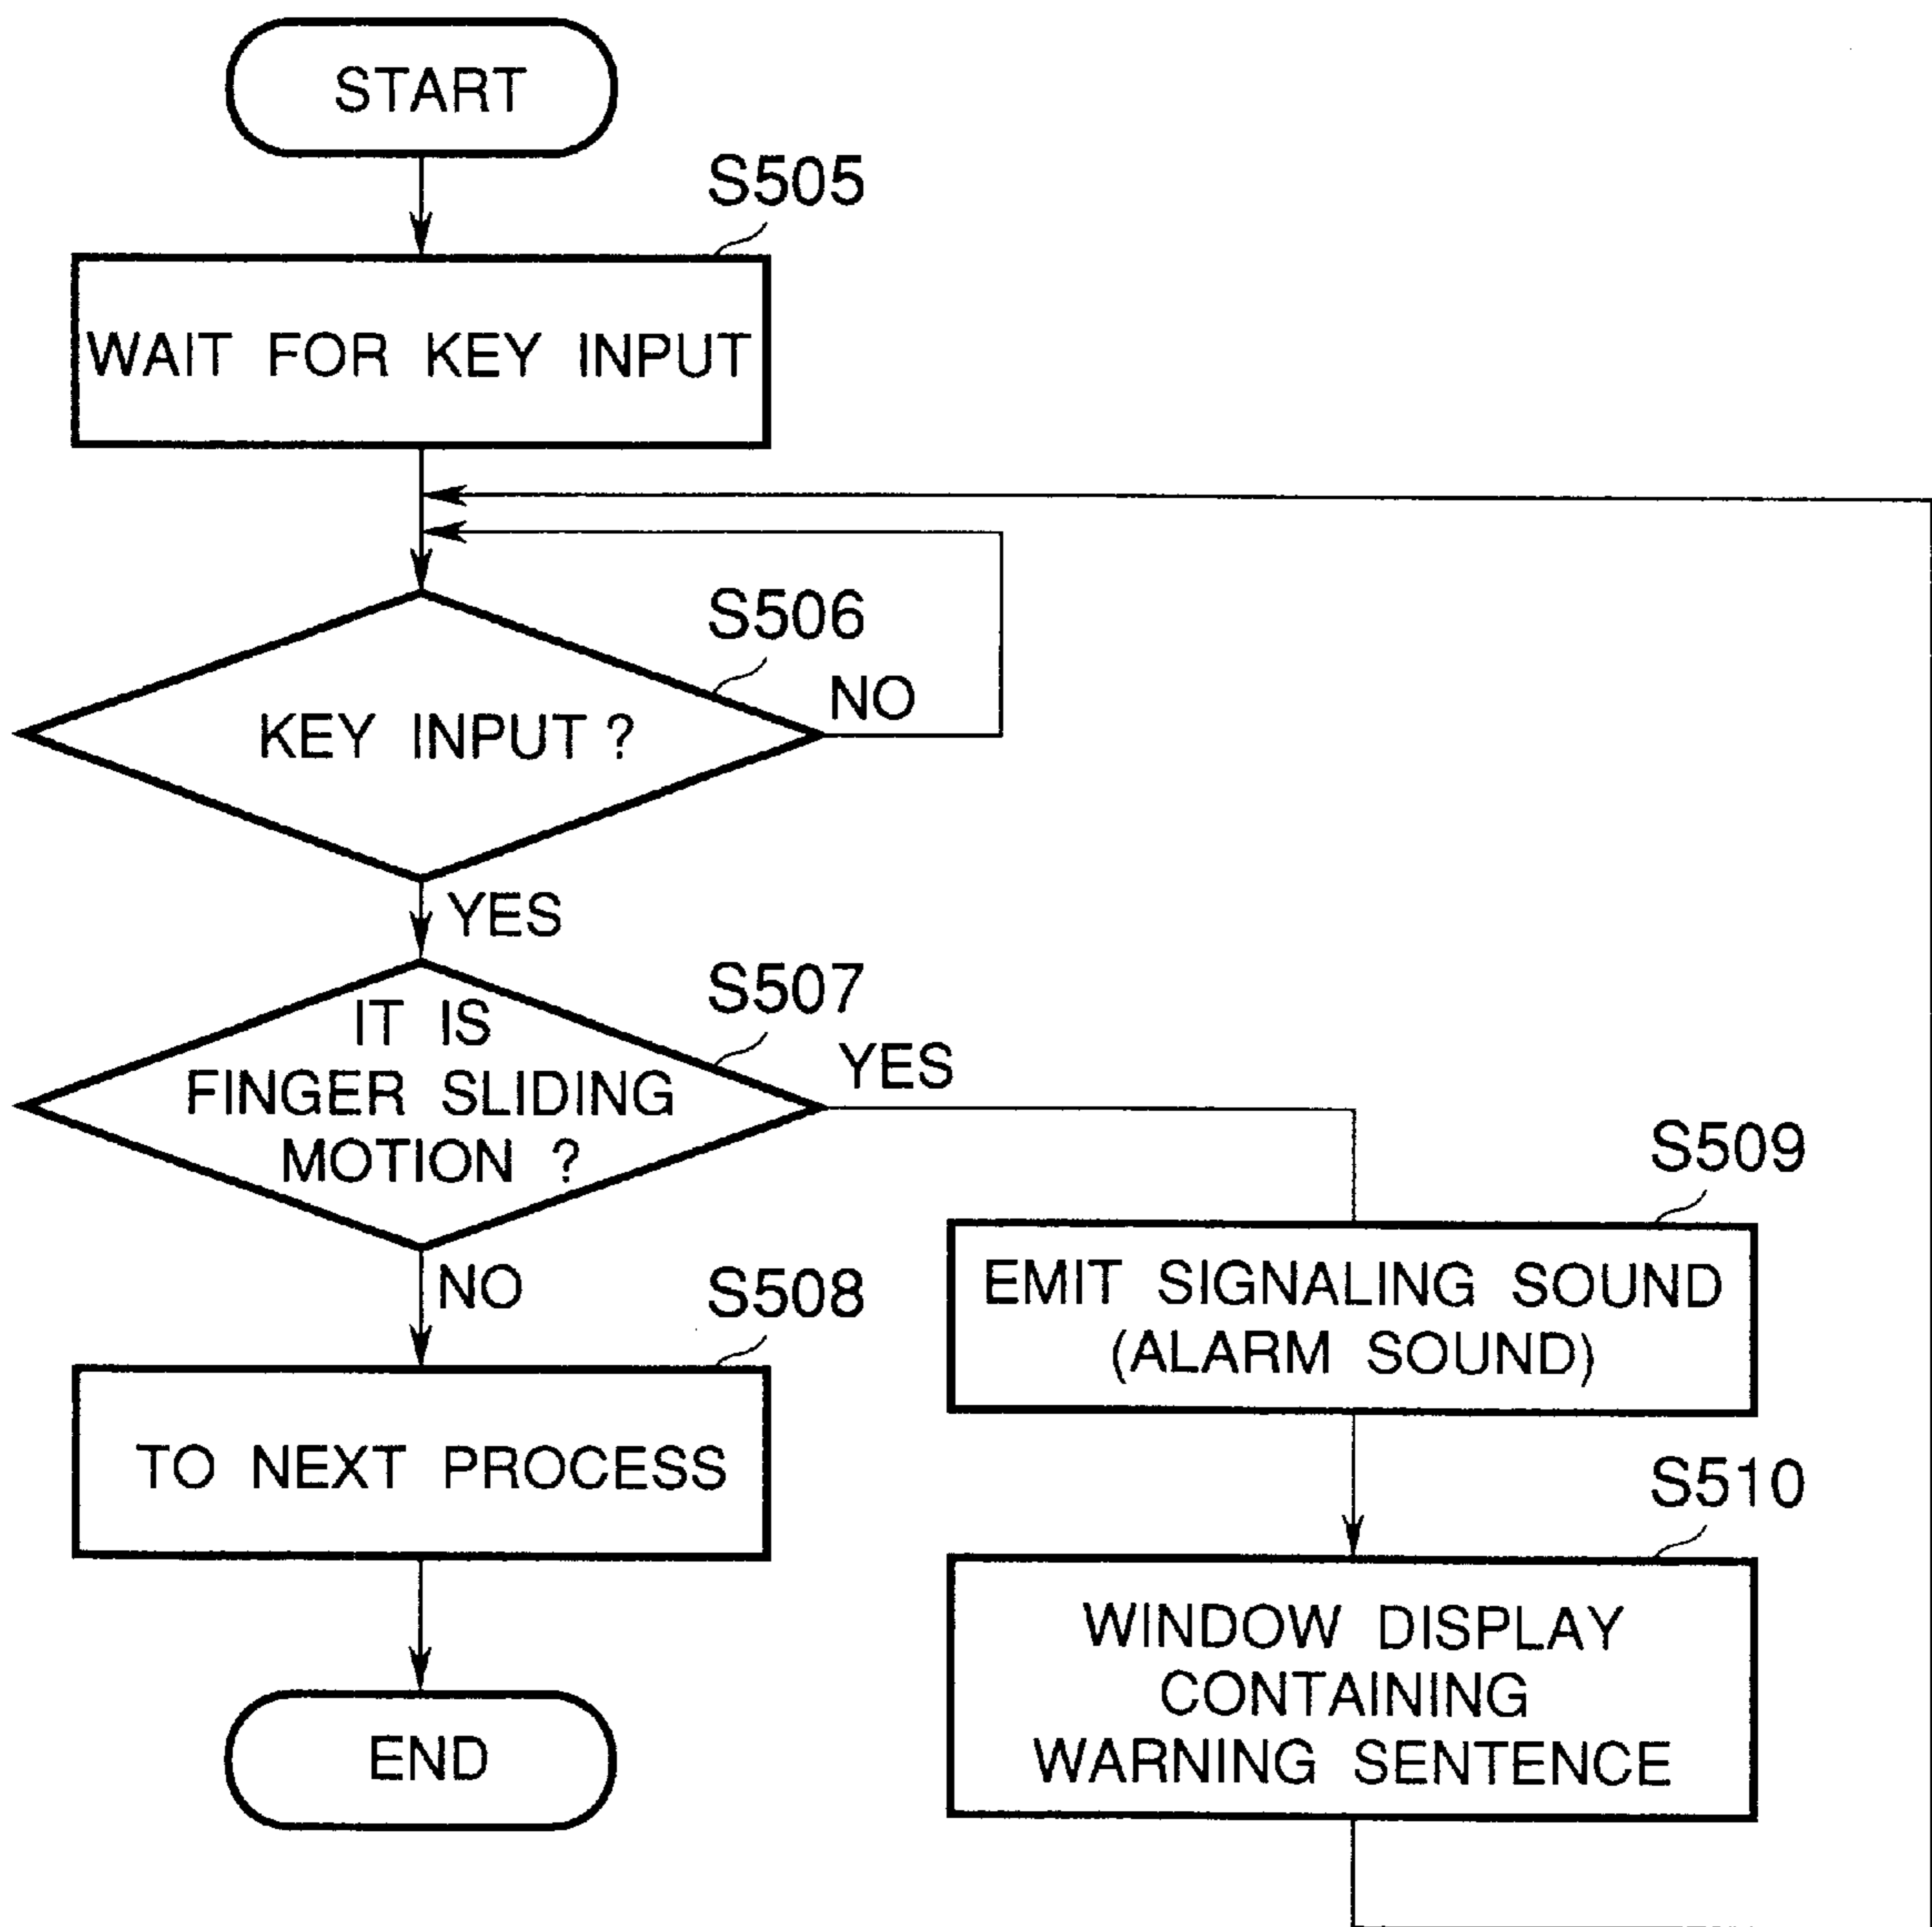 START
S505
WAIT FOR KEY INPUT
S506
NO
KEY INPUT ?
YES
S507
IT IS
FINGER SLIDING
MOTION ?
YES
NO
S508
TO NEXT PROCESS
END
S509
EMIT SIGNALING SOUND
(ALARM SOUND)
S510
WINDOW DISPLAY
CONTAINING
WARNING SENTENCE